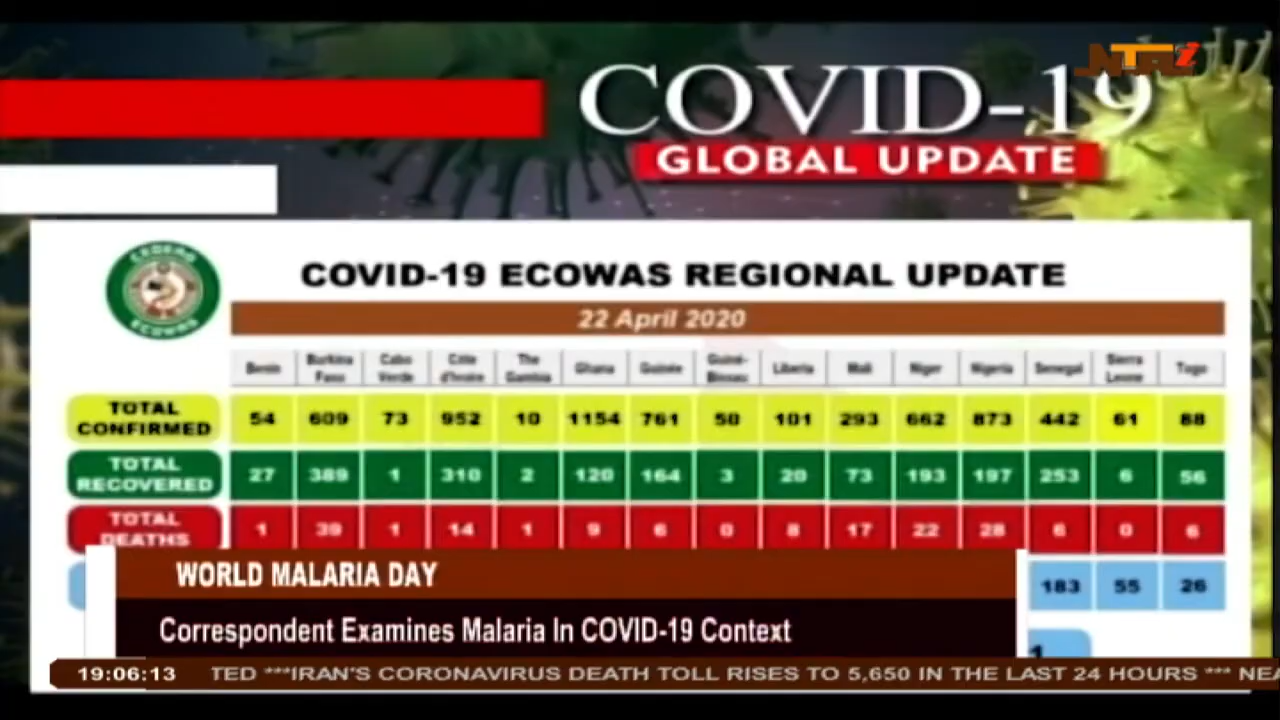 NTAi
COVID-19
GLOBAL UPDATE
CEDEAO
ECOWAS
COVID-19 ECOWAS REGIONAL UPDATE
22 April 2020
Benin Burkina Faso Cabo Verde Côte d'Ivoire The Gambia Ghana Guinée Guiné-Bissau Liberia Mali Niger Nigeria Senegal Sierra Leone Togo
TOTAL CONFIRMED 54 609 73 952 10 1154 761 50 101 293 662 873 442 61 88
TOTAL RECOVERED 27 389 1 310 2 120 164 3 20 73 193 197 253 6 56
TOTAL DEATHS 1 39 1 14 1 9 6 0 8 17 22 28 6 0 6
183 55 26
WORLD MALARIA DAY
Correspondent Examines Malaria In COVID-19 Context
19:06:13 TED ***IRAN'S CORONAVIRUS DEATH TOLL RISES TO 5,650 IN THE LAST 24 HOURS *** NEA